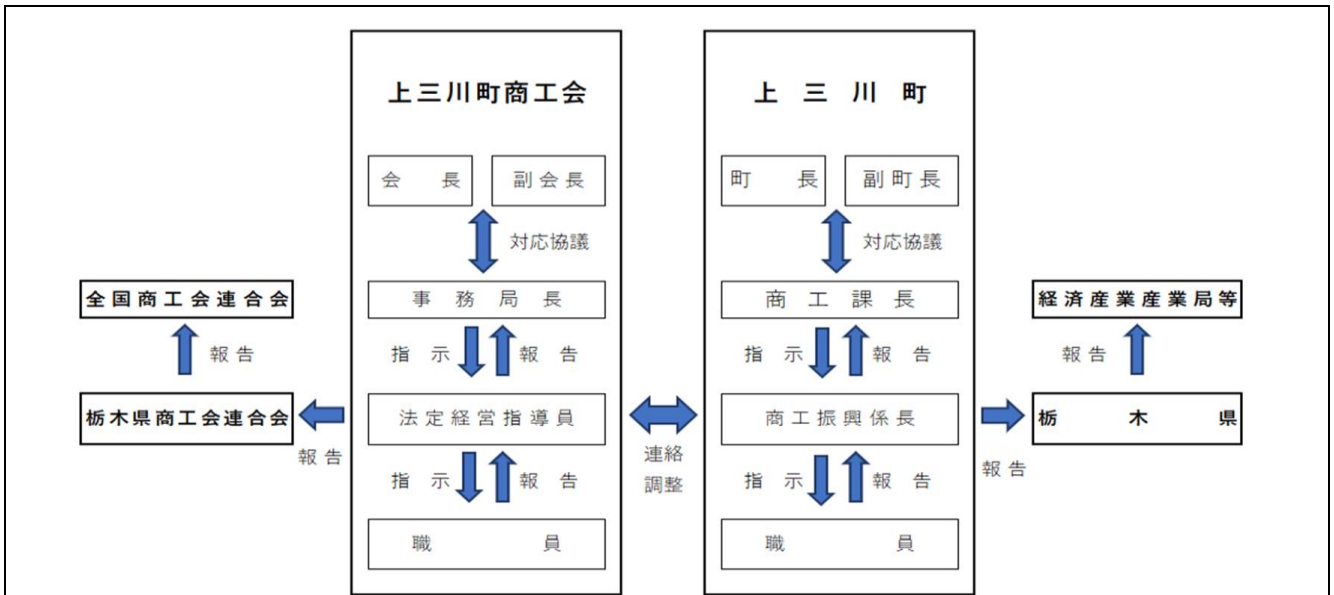 上三川町商工会
上三川町
会長
副会長
町長
副町長
対応協議
対応協議
全国商工会連合会
事務局長
商工課長
経済産業産業局等
報告
指示
報告
指示
報告
報告
栃木県商工会連合会
法定経営指導員
商工振興係長
栃木県
報告
連絡
調整
報告
指示
報告
指示
報告
職員
職員